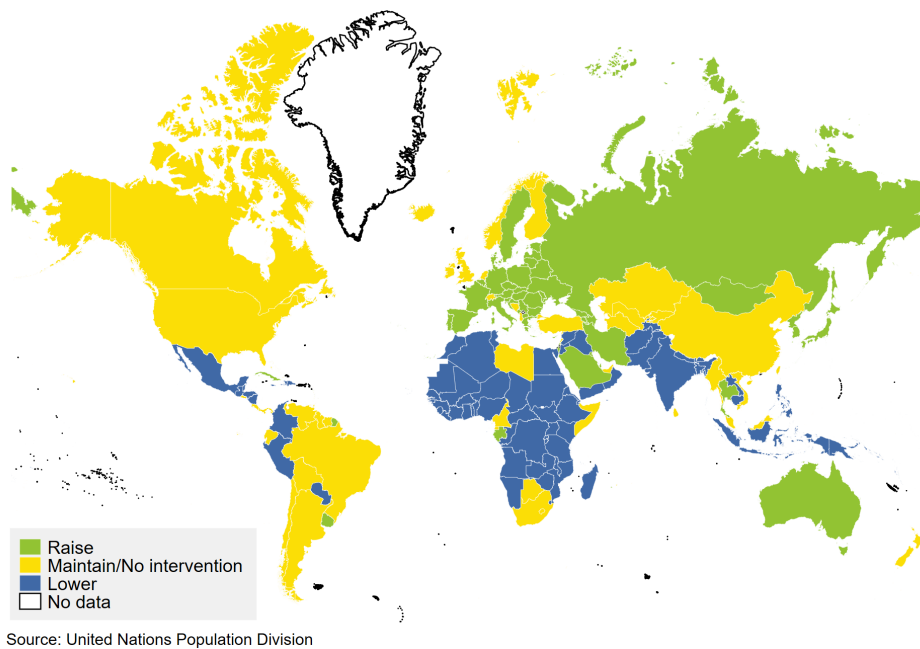 Raise
Maintain/No intervention
Lower
No data
Source: United Nations Population Division